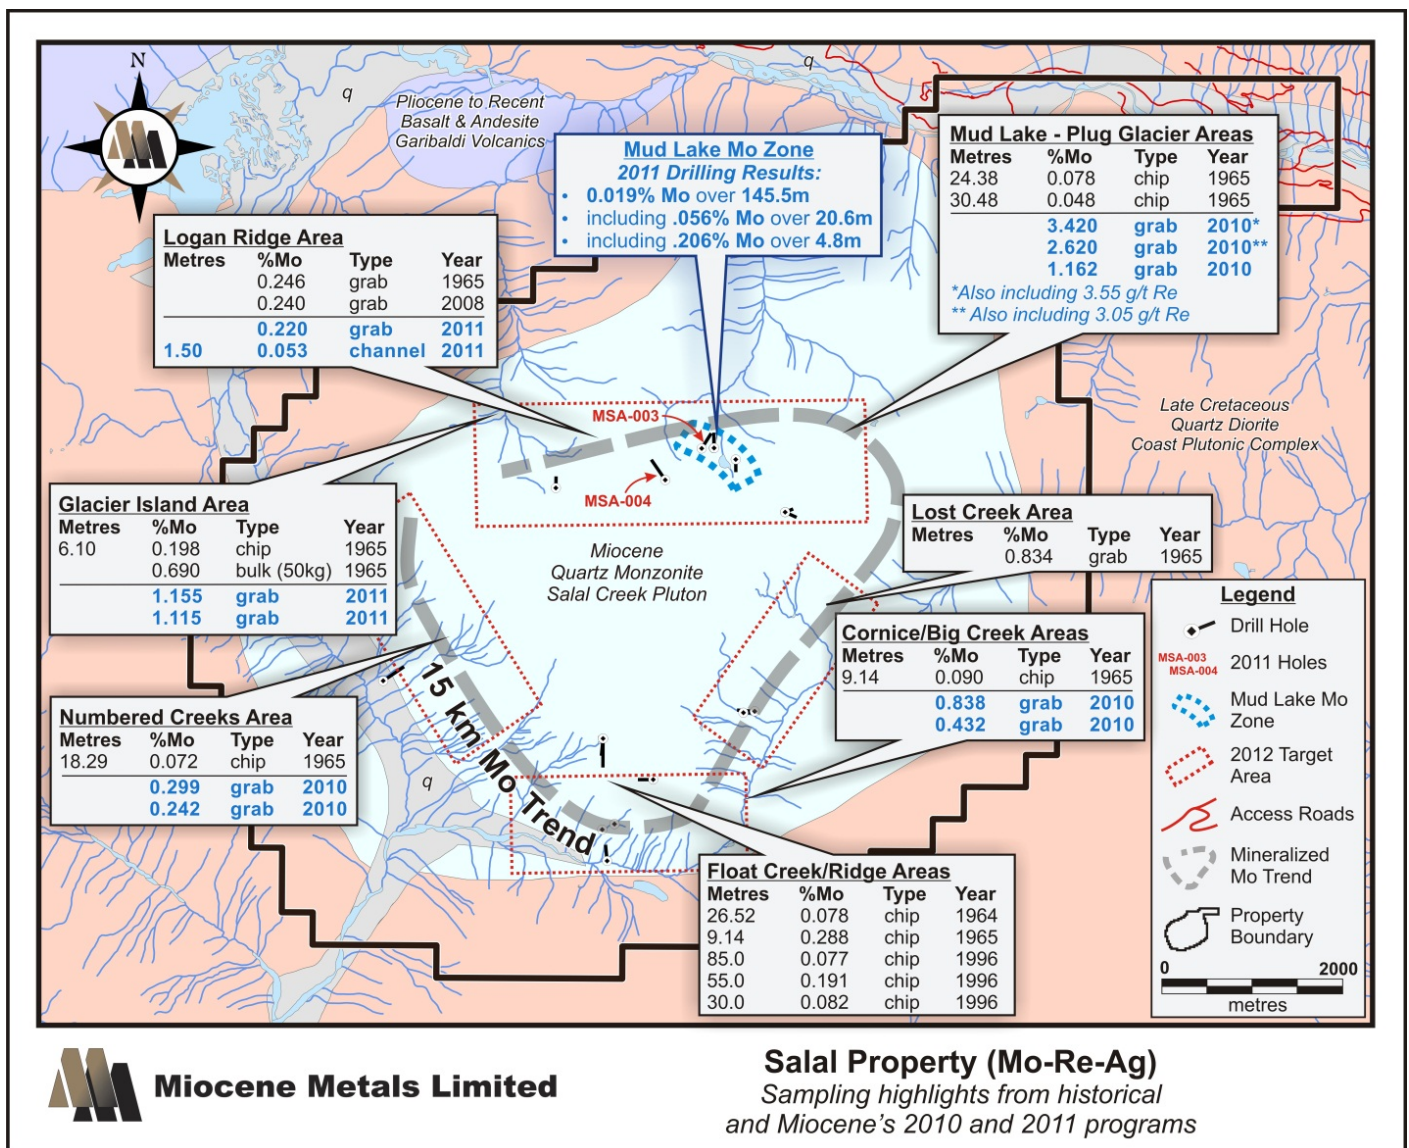 N
q
Pliocene to Recent
Basalt & Andesite
Garibaldi Volcanics
q
Mud Lake Mo Zone
2011 Drilling Results:
• 0.019% Mo over 145.5m
• including .056% Mo over 20.6m
• including .206% Mo over 4.8m
Mud Lake - Plug Glacier Areas
Metres %Mo Type Year
24.38 0.078 chip 1965
30.48 0.048 chip 1965
3.420 grab 2010*
2.620 grab 2010**
1.162 grab 2010
*Also including 3.55 g/t Re
** Also including 3.05 g/t Re
Logan Ridge Area
Metres %Mo Type Year
0.246 grab 1965
0.240 grab 2008
0.220 grab 2011
1.50 0.053 channel 2011
MSA-003
MSA-004
Late Cretaceous
Quartz Diorite
Coast Plutonic Complex
Glacier Island Area
Metres %Mo Type Year
6.10 0.198 chip 1965
0.690 bulk (50kg) 1965
1.155 grab 2011
1.115 grab 2011
Miocene
Quartz Monzonite
Salal Creek Pluton
Lost Creek Area
Metres %Mo Type Year
0.834 grab 1965
Cornice/Big Creek Areas
Metres %Mo Type Year
9.14 0.090 chip 1965
0.838 grab 2010
0.432 grab 2010
Numbered Creeks Area
Metres %Mo Type Year
18.29 0.072 chip 1965
0.299 grab 2010
0.242 grab 2010
15 km Mo Trend
q
Float Creek/Ridge Areas
Metres %Mo Type Year
26.52 0.078 chip 1964
9.14 0.288 chip 1965
85.0 0.077 chip 1996
55.0 0.191 chip 1996
30.0 0.082 chip 1996
Legend
Drill Hole
MSA-003
MSA-004
2011 Holes
Mud Lake Mo
Zone
2012 Target
Area
Access Roads
Mineralized
Mo Trend
Property
Boundary
0 2000
metres
Miocene Metals Limited
Salal Property (Mo-Re-Ag)
Sampling highlights from historical
and Miocene's 2010 and 2011 programs